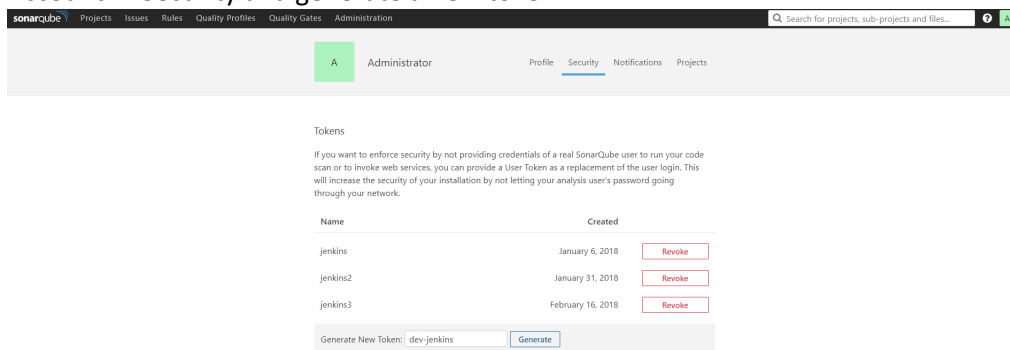 sonarqube Projects Issues Rules Quality Profiles Quality Gates Administration Search for projects, sub-projects and files... ? A
A Administrator Profile Security Notifications Projects
Tokens
If you want to enforce security by not providing credentials of a real SonarQube user to run your code
scan or to invoke web services, you can provide a User Token as a replacement of the user login. This
will increase the security of your installation by not letting your analysis user's password going
through your network.
Name Created
jenkins January 6, 2018 Revoke
jenkins2 January 31, 2018 Revoke
jenkins3 February 16, 2018 Revoke
Generate New Token: dev-jenkins Generate